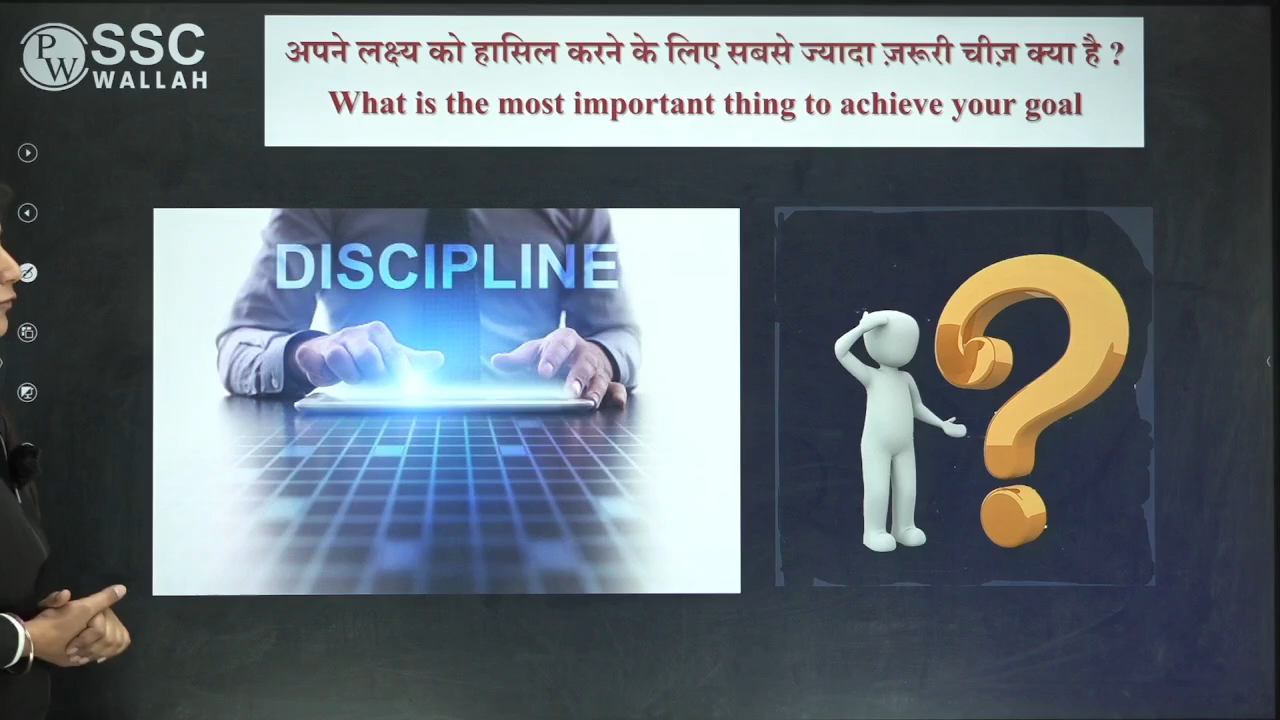 PW SSC
WALLAH
अपने लक्ष्य को हासिल करने के लिए सबसे ज्यादा ज़रूरी चीज़ क्या है ?
What is the most important thing to achieve your goal
DISCIPLINE